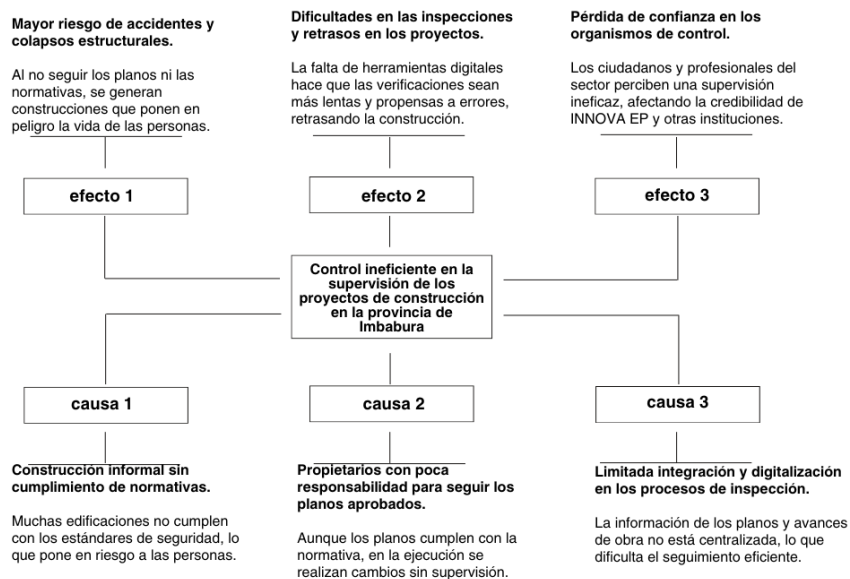 Mayor riesgo de accidentes y
colapsos estructurales.
Al no seguir los planos ni las
normativas, se generan
construcciones que ponen en
peligro la vida de las personas.
Dificultades en las inspecciones
y retrasos en los proyectos.
La falta de herramientas digitales
hace que las verificaciones sean
más lentas y propensas a errores,
retrasando la construcción.
Pérdida de confianza en los
organismos de control.
Los ciudadanos y profesionales del
sector perciben una supervisión
ineficaz, afectando la credibilidad de
INNOVA EP y otras instituciones.
efecto 1
efecto 2
efecto 3
Control ineficiente en la
supervisión de los
proyectos de construcción
en la provincia de
Imbabura
causa 1
causa 2
causa 3
Construcción informal sin
cumplimiento de normativas.
Muchas edificaciones no cumplen
con los estándares de seguridad, lo
que pone en riesgo a las personas.
Propietarios con poca
responsabilidad para seguir los
planos aprobados.
Aunque los planos cumplen con la
normativa, en la ejecución se
realizan cambios sin supervisión.
Limitada integración y digitalización
en los procesos de inspección.
La información de los planos y avances
de obra no está centralizada, lo que
dificulta el seguimiento eficiente.